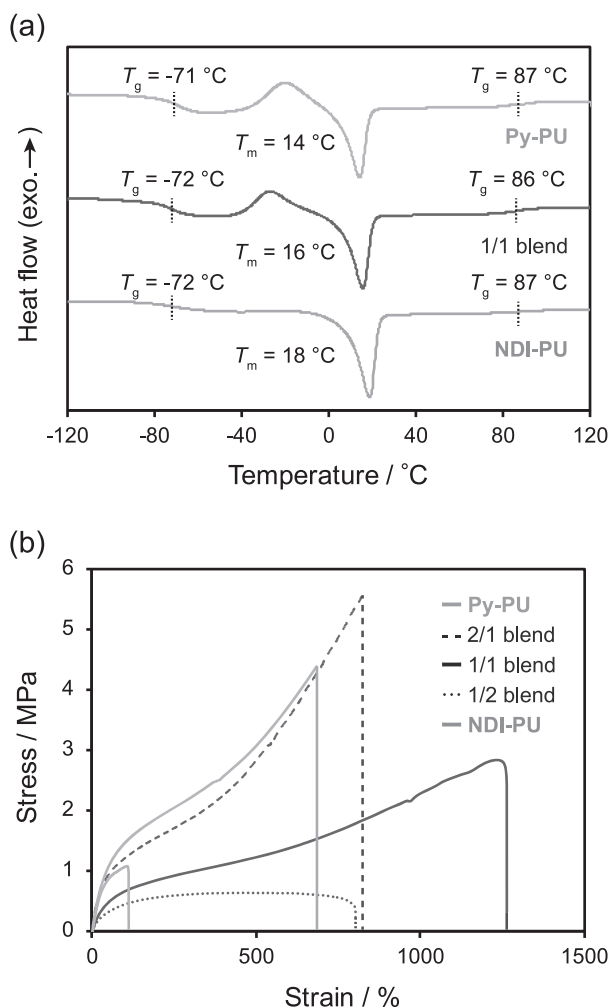 (a)
Tg = -71 °C
Tg = 87 °C
Tm = 14 °C
Py-PU
Tg = -72 °C
Tg = 86 °C
Tm = 16 °C
1/1 blend
Tg = -72 °C
Tg = 87 °C
Tm = 18 °C
NDI-PU
Heat flow (exo.→)
-120 -80 -40 0 40 80 120
Temperature / °C
(b)
6
5
4
3
2
1
0
Stress / MPa
Py-PU
2/1 blend
1/1 blend
1/2 blend
NDI-PU
0 500 1000 1500
Strain / %